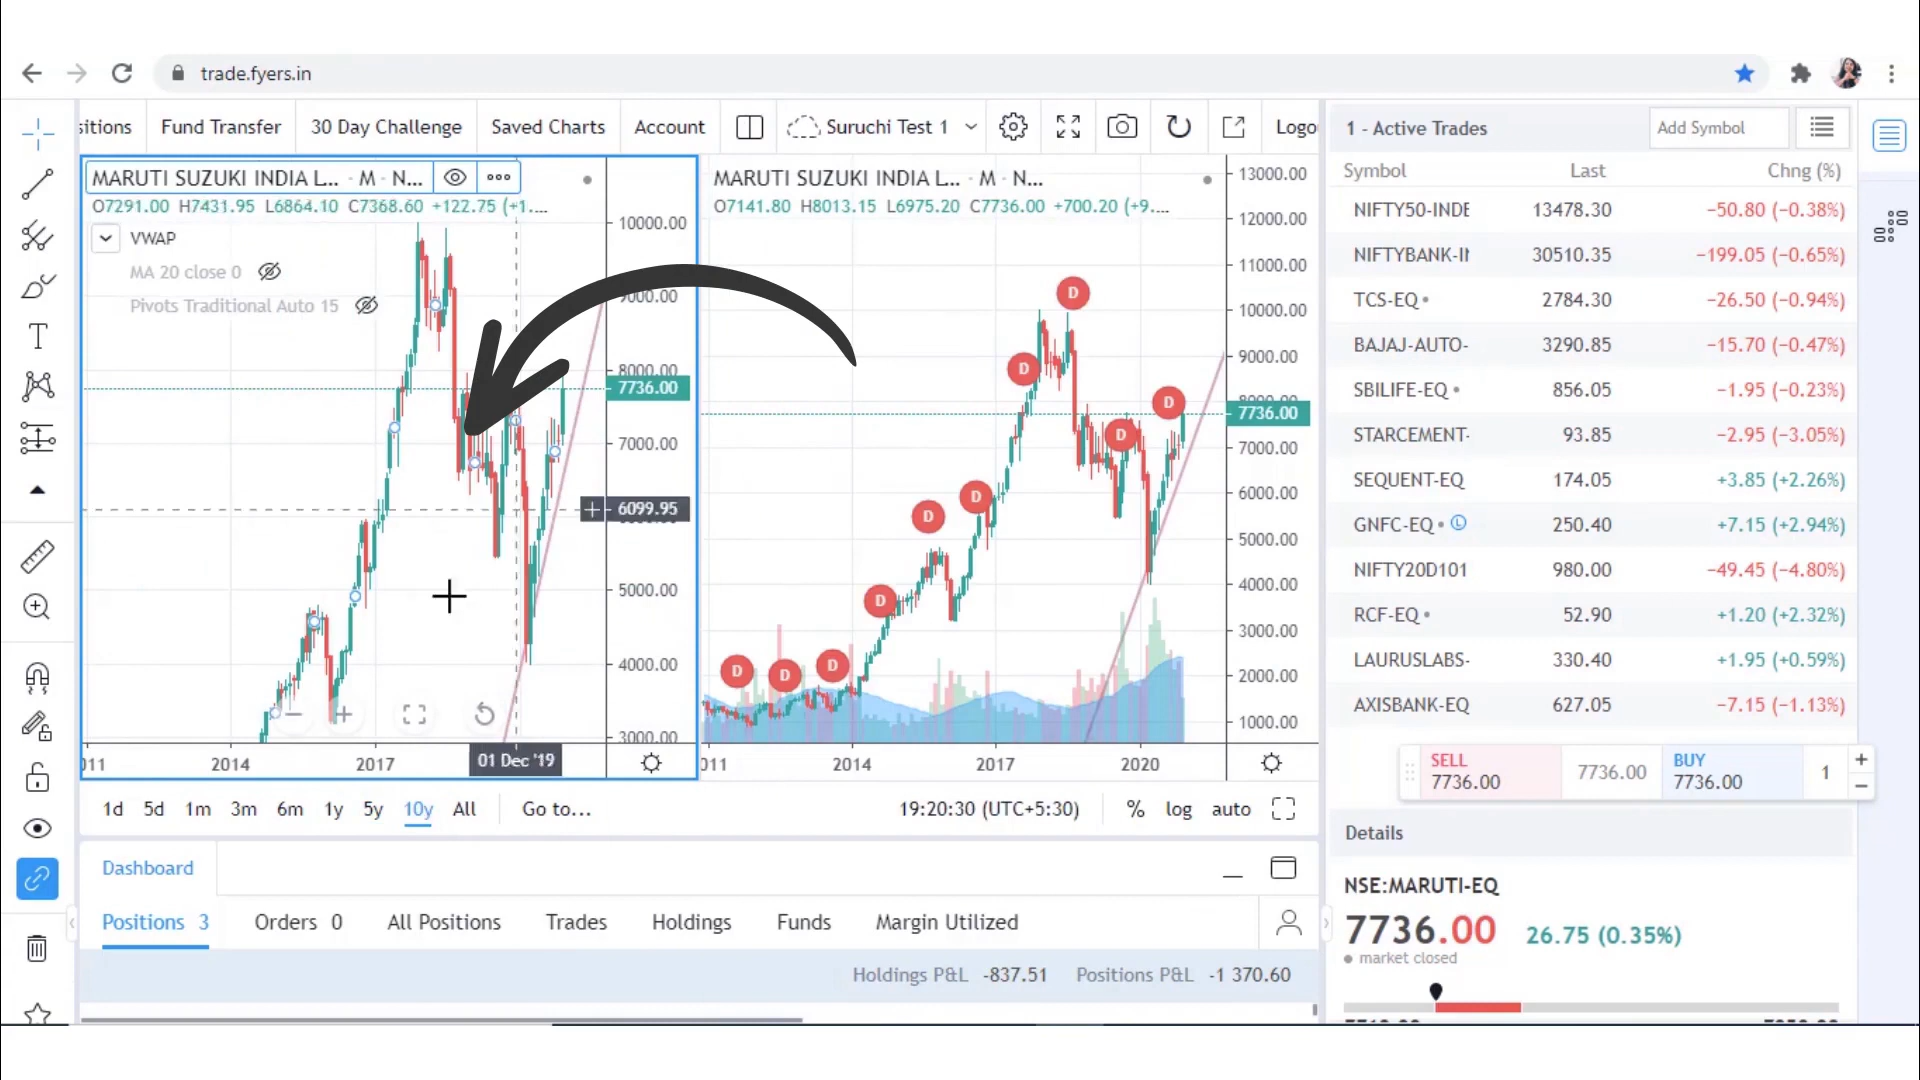 trade.fyers.in
sitions Fund Transfer 30 Day Challenge Saved Charts Account Suruchi Test 1 Logo
1 - Active Trades Add Symbol
Symbol Last Chng (%)
NIFTY50-INDE 13478.30 −50.80 (−0.38%)
NIFTYBANK-IN 30510.35 −199.05 (−0.65%)
TCS-EQ 2784.30 −26.50 (−0.94%)
BAJAJ-AUTO- 3290.85 −15.70 (−0.47%)
SBILIFE-EQ 856.05 −1.95 (−0.23%)
STARCEMENT- 93.85 −2.95 (−3.05%)
SEQUENT-EQ 174.05 +3.85 (+2.26%)
GNFC-EQ L 250.40 +7.15 (+2.94%)
NIFTY20D101 980.00 −49.45 (−4.80%)
RCF-EQ 52.90 +1.20 (+2.32%)
LAURUSLABS- 330.40 +1.95 (+0.59%)
AXISBANK-EQ 627.05 −7.15 (−1.13%)
MARUTI SUZUKI INDIA L... · M · N...
O7291.00 H7431.95 L6864.10 C7368.60 +122.75 (+1....
VWAP
MA 20 close 0
Pivots Traditional Auto 15
10000.00
9000.00
8000.00
7736.00
7000.00
6099.95
5000.00
4000.00
3000.00
011 2014 2017 01 Dec '19
MARUTI SUZUKI INDIA L... · M · N...
O7141.80 H8013.15 L6975.20 C7736.00 +700.20 (+9....
D
D
D
D
D
D
D
D
D
D
13000.00
12000.00
11000.00
10000.00
9000.00
7736.00
7000.00
6000.00
5000.00
4000.00
3000.00
2000.00
1000.00
011 2014 2017 2020
1d 5d 1m 3m 6m 1y 5y 10y All Go to... 19:20:30 (UTC+5:30) % log auto
SELL
7736.00
7736.00
BUY
7736.00
1
Dashboard
Positions 3 Orders 0 All Positions Trades Holdings Funds Margin Utilized
Holdings P&L -837.51 Positions P&L -1 370.60
Details
NSE:MARUTI-EQ
7736.00 26.75 (0.35%)
market closed